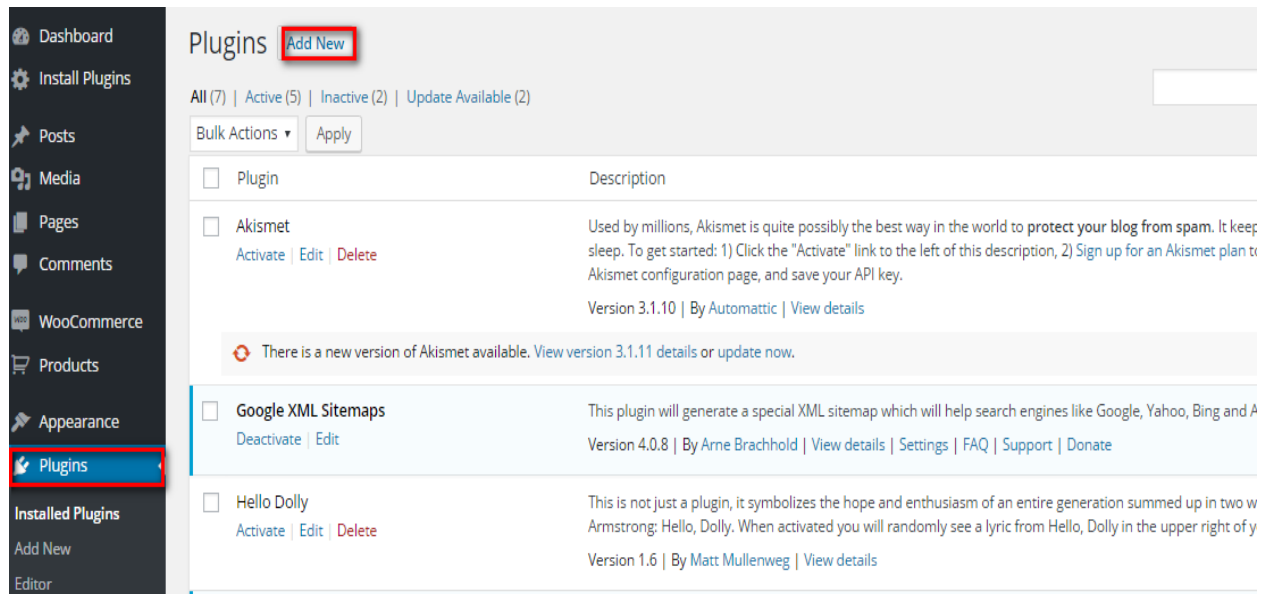 Dashboard
Install Plugins
Posts
Media
Pages
Comments
WooCommerce
Products
Appearance
Plugins
Installed Plugins
Add New
Editor
Plugins Add New
All (7) | Active (5) | Inactive (2) | Update Available (2)
Bulk Actions Apply
Plugin Description
Akismet
Activate | Edit | Delete
Used by millions, Akismet is quite possibly the best way in the world to protect your blog from spam. It keep
sleep. To get started: 1) Click the "Activate" link to the left of this description, 2) Sign up for an Akismet plan to
Akismet configuration page, and save your API key.
Version 3.1.10 | By Automattic | View details
There is a new version of Akismet available. View version 3.1.11 details or update now.
Google XML Sitemaps
Deactivate | Edit
This plugin will generate a special XML sitemap which will help search engines like Google, Yahoo, Bing and A
Version 4.0.8 | By Arne Brachhold | View details | Settings | FAQ | Support | Donate
Hello Dolly
Activate | Edit | Delete
This is not just a plugin, it symbolizes the hope and enthusiasm of an entire generation summed up in two w
Armstrong: Hello, Dolly. When activated you will randomly see a lyric from Hello, Dolly in the upper right of y
Version 1.6 | By Matt Mullenweg | View details